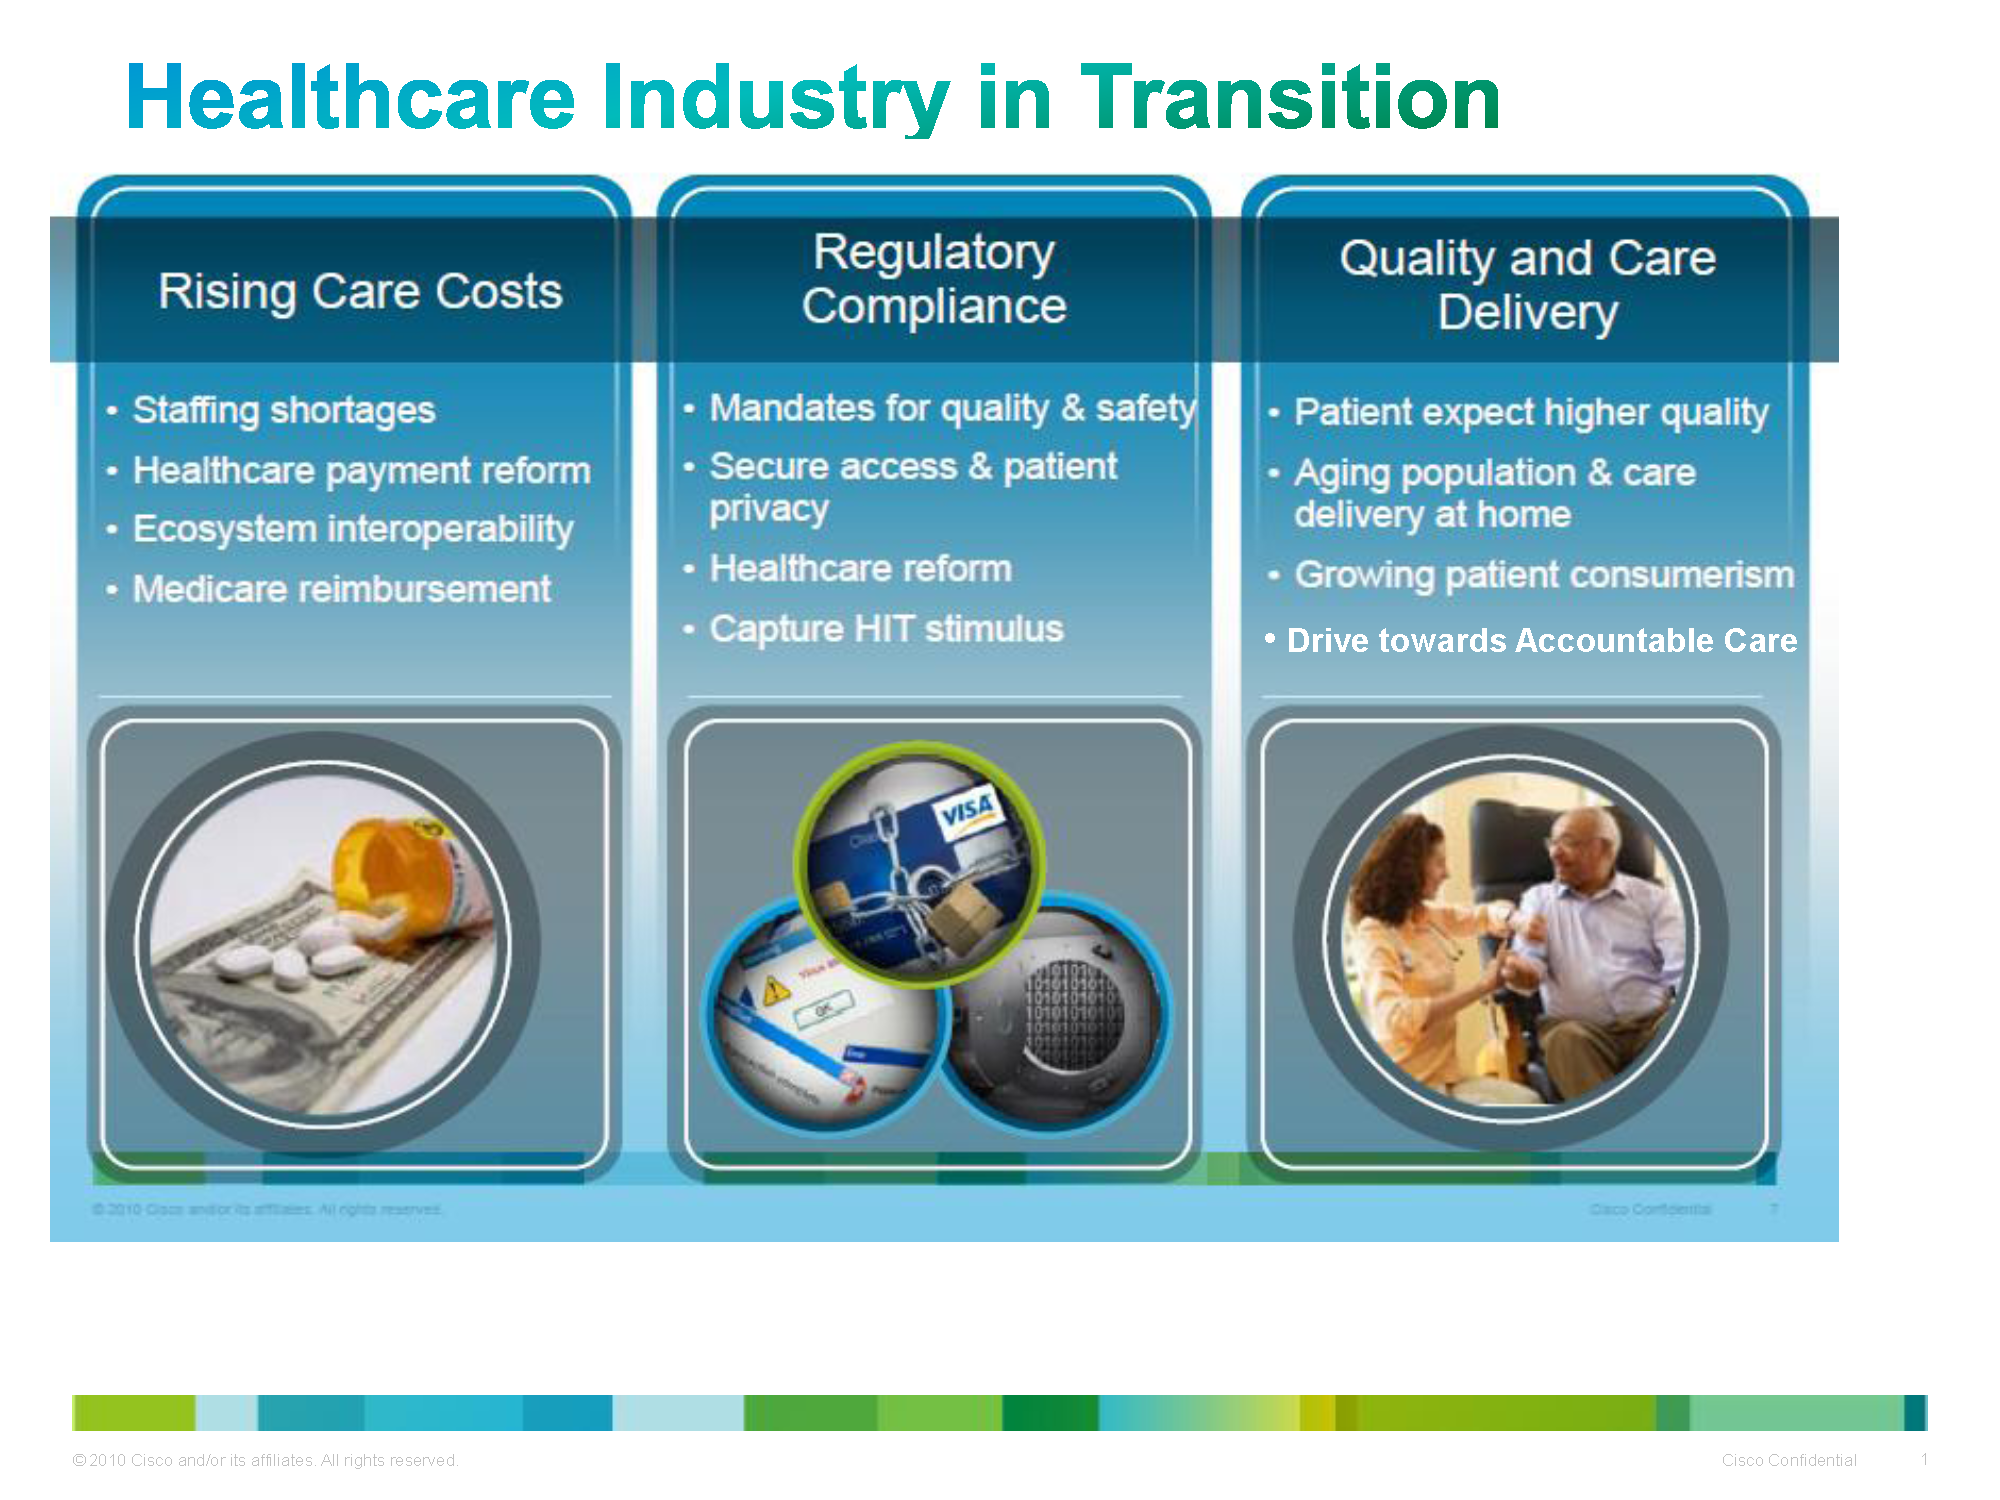 Healthcare Industry in Transition
Rising Care Costs
• Staffing shortages
• Healthcare payment reform
• Ecosystem interoperability
• Medicare reimbursement
Regulatory
Compliance
• Mandates for quality & safety
• Secure access & patient
privacy
• Healthcare reform
• Capture HIT stimulus
Quality and Care
Delivery
• Patient expect higher quality
• Aging population & care
delivery at home
• Growing patient consumerism
• Drive towards Accountable Care
VISA
OK
© 2010 Cisco and/or its affiliates. All rights reserved.
Cisco Confidential
7
© 2010 Cisco and/or its affiliates. All rights reserved.
Cisco Confidential
1